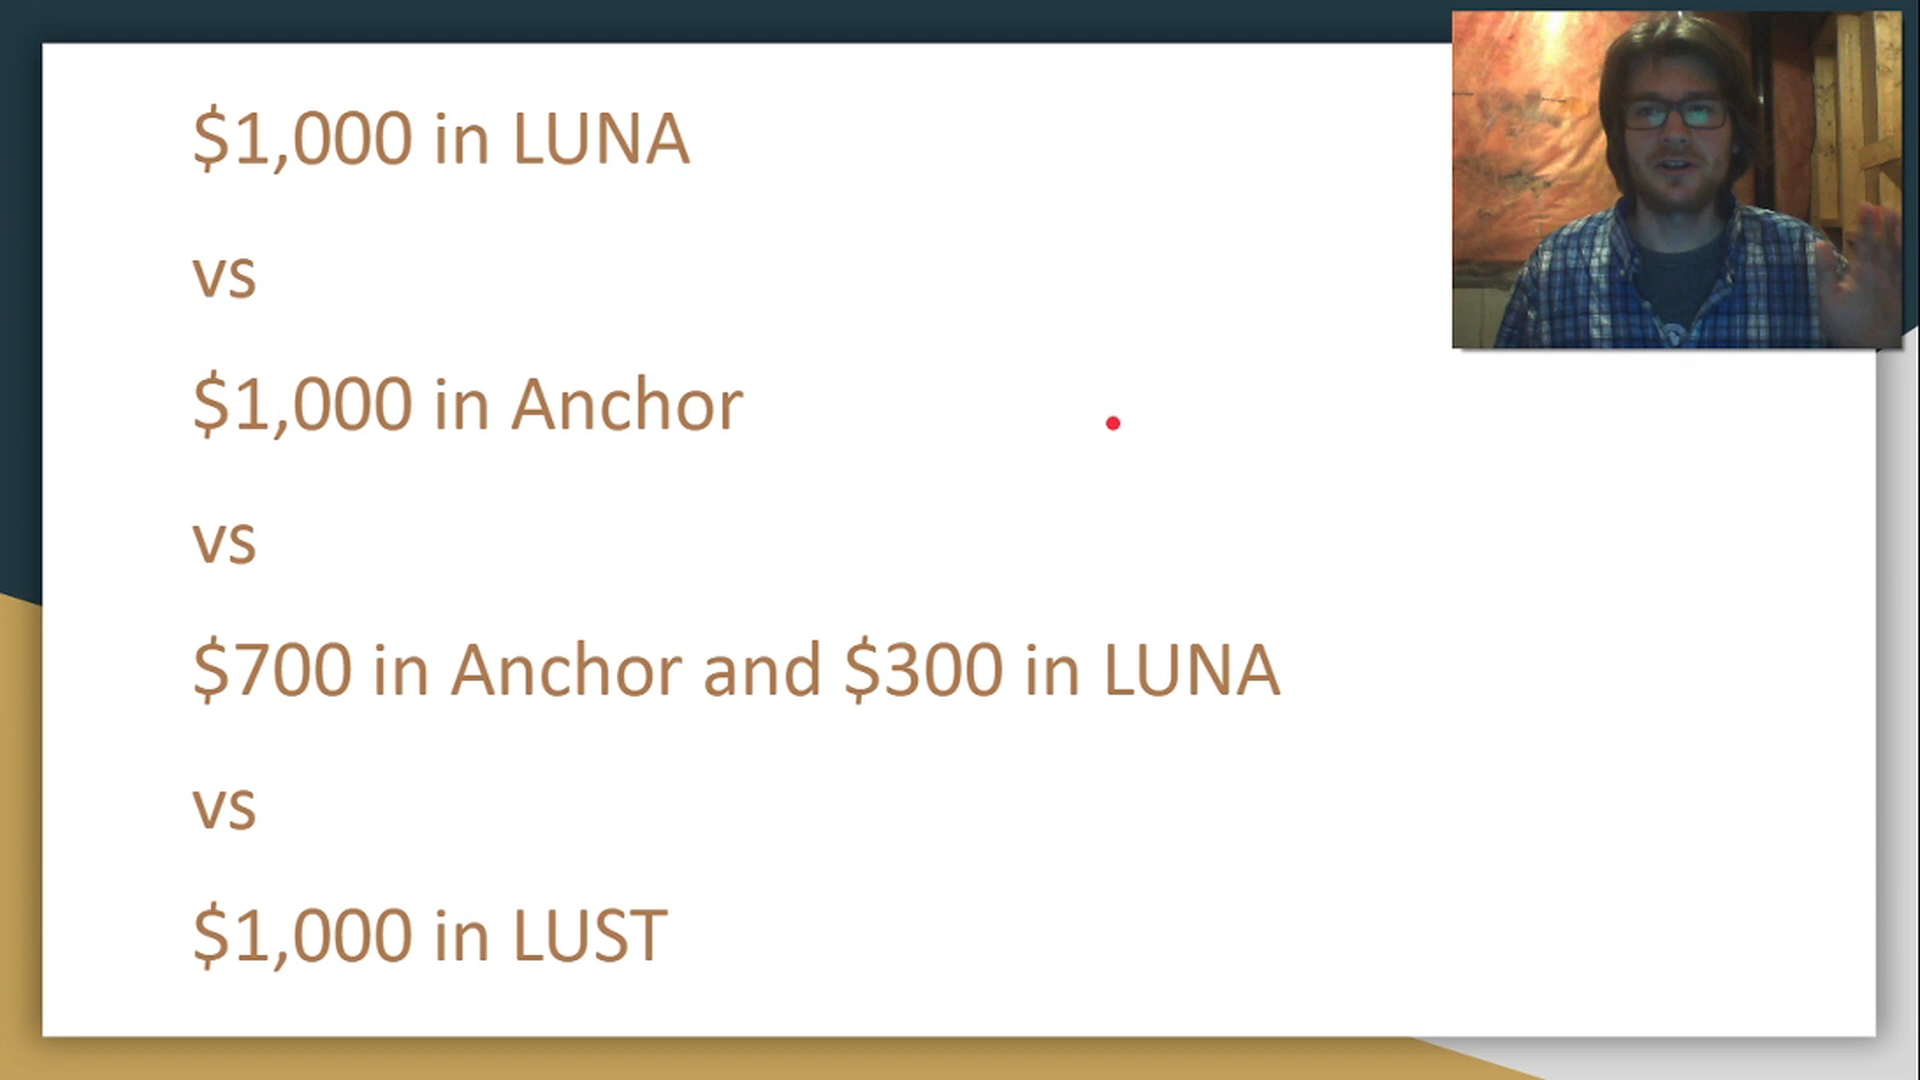 $1,000 in LUNA
vs
$1,000 in Anchor
vs
$700 in Anchor and $300 in LUNA
vs
$1,000 in LUST